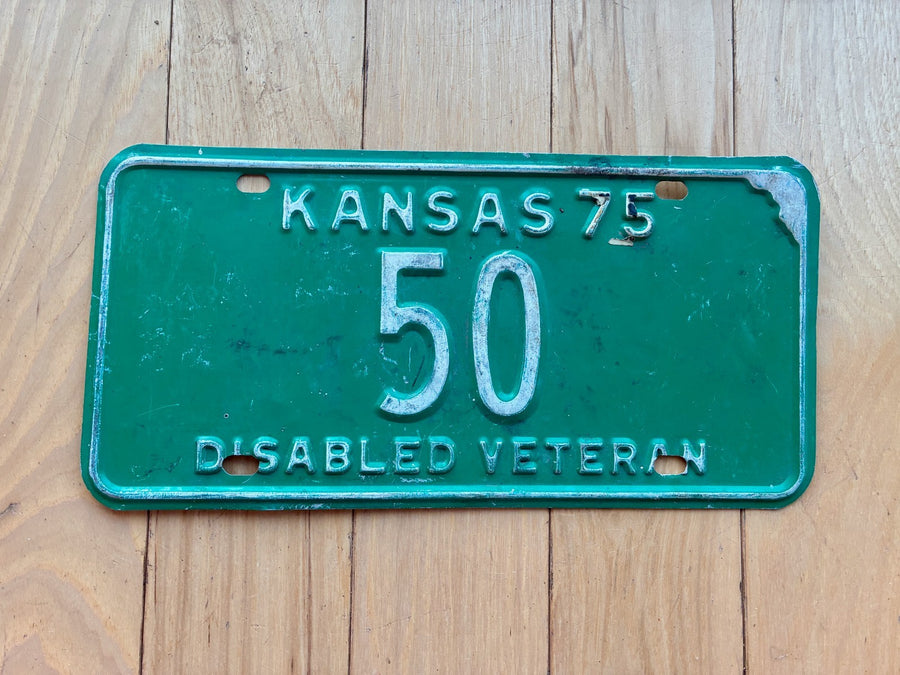 KANSAS 75
50
DISABLED VETERAN